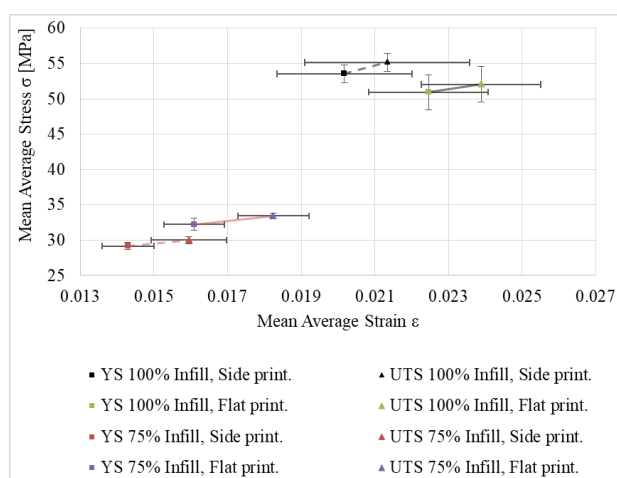 Mean Average Stress σ [MPa]
60
55
50
45
40
35
30
25
0.013 0.015 0.017 0.019 0.021 0.023 0.025 0.027
Mean Average Strain ε
YS 100% Infill, Side print. UTS 100% Infill, Side print.
YS 100% Infill, Flat print. UTS 100% Infill, Flat print.
YS 75% Infill, Side print. UTS 75% Infill, Side print.
YS 75% Infill, Flat print. UTS 75% Infill, Flat print.